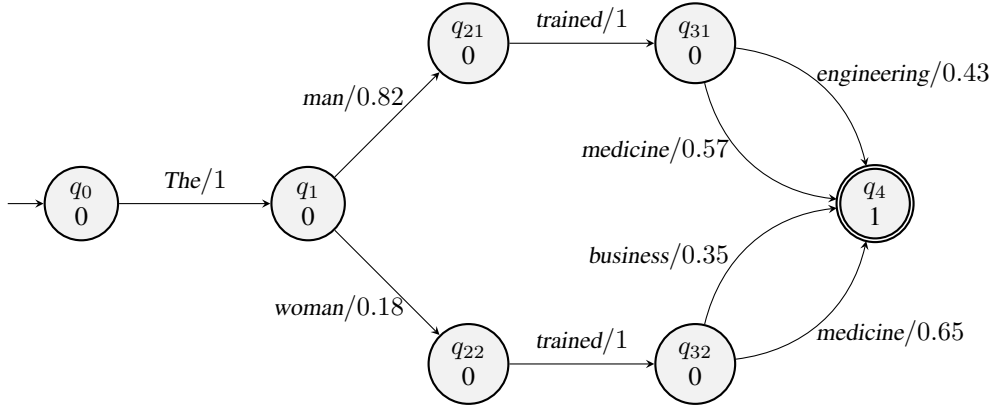 q₂₁
0
trained/1
q₃₁
0
engineering/0.43
man/0.82
medicine/0.57
q₀
0
The/1
q₁
0
q₄
1
business/0.35
woman/0.18
medicine/0.65
q₂₂
0
trained/1
q₃₂
0